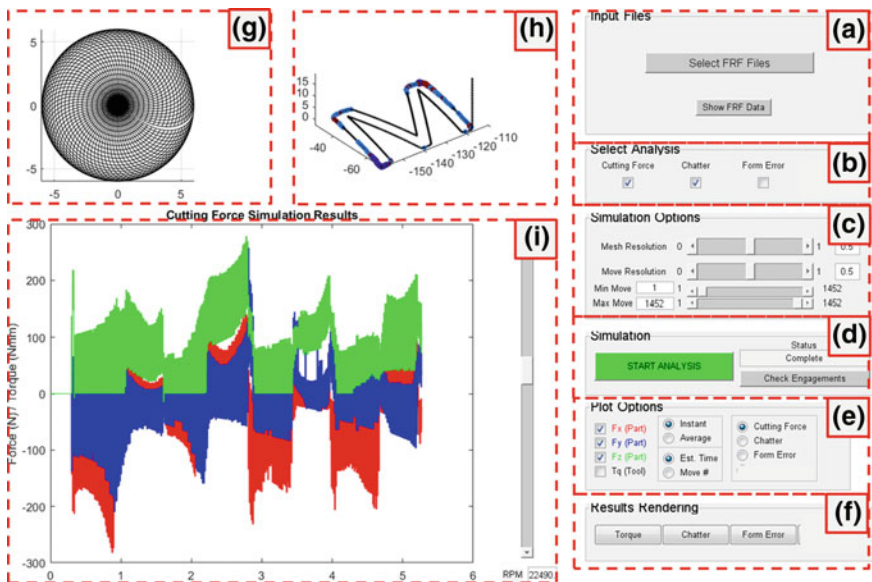 (g)
5
0
-5
-5
0
5
(h)
15
10
5
0
-40
-60
-150
-140
-130
-120
-110
(a)
Input Files
Select FRF Files
Show FRF Data
(b)
Select Analysis
Cutting Force Chatter Form Error
(c)
Simulation Options
Mesh Resolution 0 1 0.5
Move Resolution 0 1 0.5
Min Move 1 1 1452
Max Move 1452 1 1452
(d)
Simulation
Status
START ANALYSIS Complete
Check Engagements
(e)
Plot Options
Fx (Part) Instant Cutting Force
Fy (Part) Average Chatter
Fz (Part) Est. Time Form Error
Tq (Tool) Move #
(f)
Results Rendering
Torque Chatter Form Error
(i)
Cutting Force Simulation Results
Force (N) / Torque (Nmm)
300
200
100
0
-100
-200
-300
0 1 2 3 4 5 6
RPM 22490